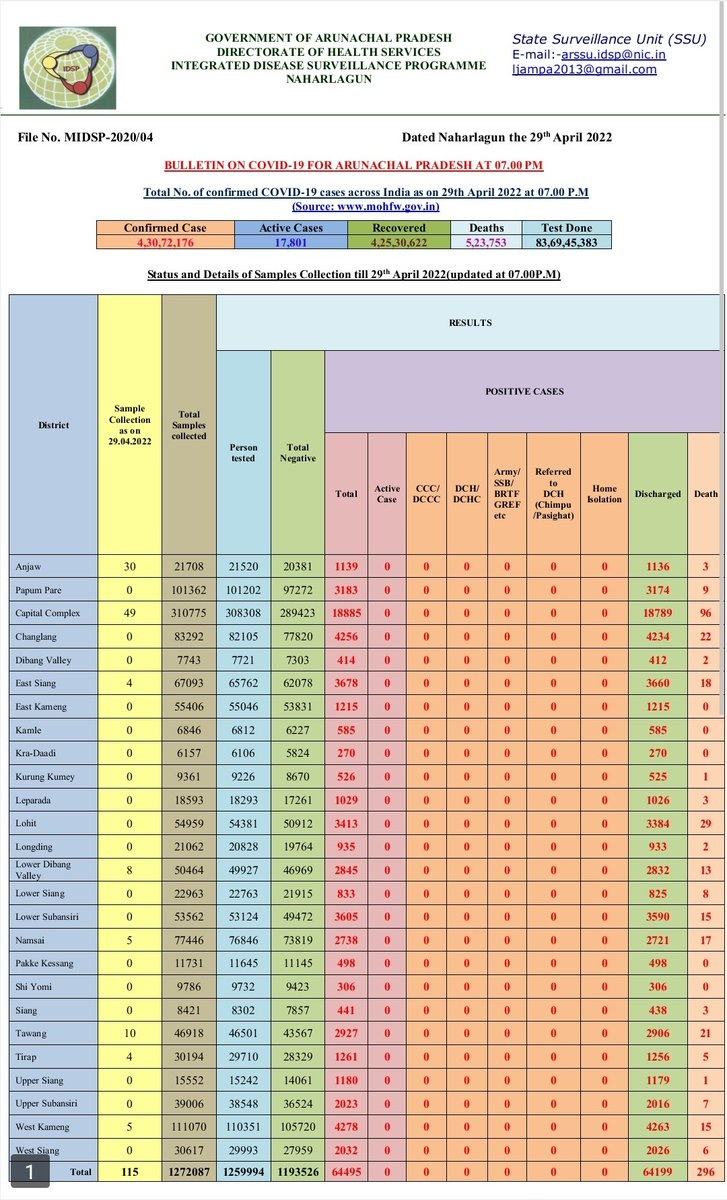 IDSP
GOVERNMENT OF ARUNACHAL PRADESH
DIRECTORATE OF HEALTH SERVICES
INTEGRATED DISEASE SURVEILLANCE PROGRAMME
NAHARLAGUN
State Surveillance Unit (SSU)
E-mail:-arssu.idsp@nic.in
ljampa2013@gmail.com
File No. MIDSP-2020/04 Dated Naharlagun the 29th April 2022
BULLETIN ON COVID-19 FOR ARUNACHAL PRADESH AT 07.00 PM
Total No. of confirmed COVID-19 cases across India as on 29th April 2022 at 07.00 P.M
(Source: www.mohfw.gov.in)
Confirmed Case Active Cases Recovered Deaths Test Done
4,30,72,176 17,801 4,25,30,622 5,23,753 83,69,45,383
Status and Details of Samples Collection till 29th April 2022(updated at 07.00P.M)
District
Sample
Collection
as on
29.04.2022
Total
Samples
collected
RESULTS
Person
tested
Total
Negative
POSITIVE CASES
Total
Active
Case
CCC/
DCCC
DCH/
DCHC
Army/
SSB/
BRTF
GREF
etc
Referred
to
DCH
(Chimpu
/Pasighat)
Home
Isolation
Discharged
Death
Anjaw 30 21708 21520 20381 1139 0 0 0 0 0 0 1136 3
Papum Pare 0 101362 101202 97272 3183 0 0 0 0 0 0 3174 9
Capital Complex 49 310775 308308 289423 18885 0 0 0 0 0 0 18789 96
Changlang 0 83292 82105 77820 4256 0 0 0 0 0 0 4234 22
Dibang Valley 0 7743 7721 7303 414 0 0 0 0 0 0 412 2
East Siang 4 67093 65762 62078 3678 0 0 0 0 0 0 3660 18
East Kameng 0 55406 55046 53831 1215 0 0 0 0 0 0 1215 0
Kamle 0 6846 6812 6227 585 0 0 0 0 0 0 585 0
Kra-Daadi 0 6157 6106 5824 270 0 0 0 0 0 0 270 0
Kurung Kumey 0 9361 9226 8670 526 0 0 0 0 0 0 525 1
Leparada 0 18593 18293 17261 1029 0 0 0 0 0 0 1026 3
Lohit 0 54959 54381 50912 3413 0 0 0 0 0 0 3384 29
Longding 0 21062 20828 19764 935 0 0 0 0 0 0 933 2
Lower Dibang
Valley 8 50464 49927 46969 2845 0 0 0 0 0 0 2832 13
Lower Siang 0 22963 22763 21915 833 0 0 0 0 0 0 825 8
Lower Subansiri 0 53562 53124 49472 3605 0 0 0 0 0 0 3590 15
Namsai 5 77446 76846 73819 2738 0 0 0 0 0 0 2721 17
Pakke Kessang 0 11731 11645 11145 498 0 0 0 0 0 0 498 0
Shi Yomi 0 9786 9732 9423 306 0 0 0 0 0 0 306 0
Siang 0 8421 8302 7857 441 0 0 0 0 0 0 438 3
Tawang 10 46918 46501 43567 2927 0 0 0 0 0 0 2906 21
Tirap 4 30194 29710 28329 1261 0 0 0 0 0 0 1256 5
Upper Siang 0 15552 15242 14061 1180 0 0 0 0 0 0 1179 1
Upper Subansiri 0 39006 38548 36524 2023 0 0 0 0 0 0 2016 7
West Kameng 5 111070 110351 105720 4278 0 0 0 0 0 0 4263 15
West Siang 0 30617 29993 27959 2032 0 0 0 0 0 0 2026 6
1 Total 115 1272087 1259994 1193526 64495 0 0 0 0 0 0 64199 296